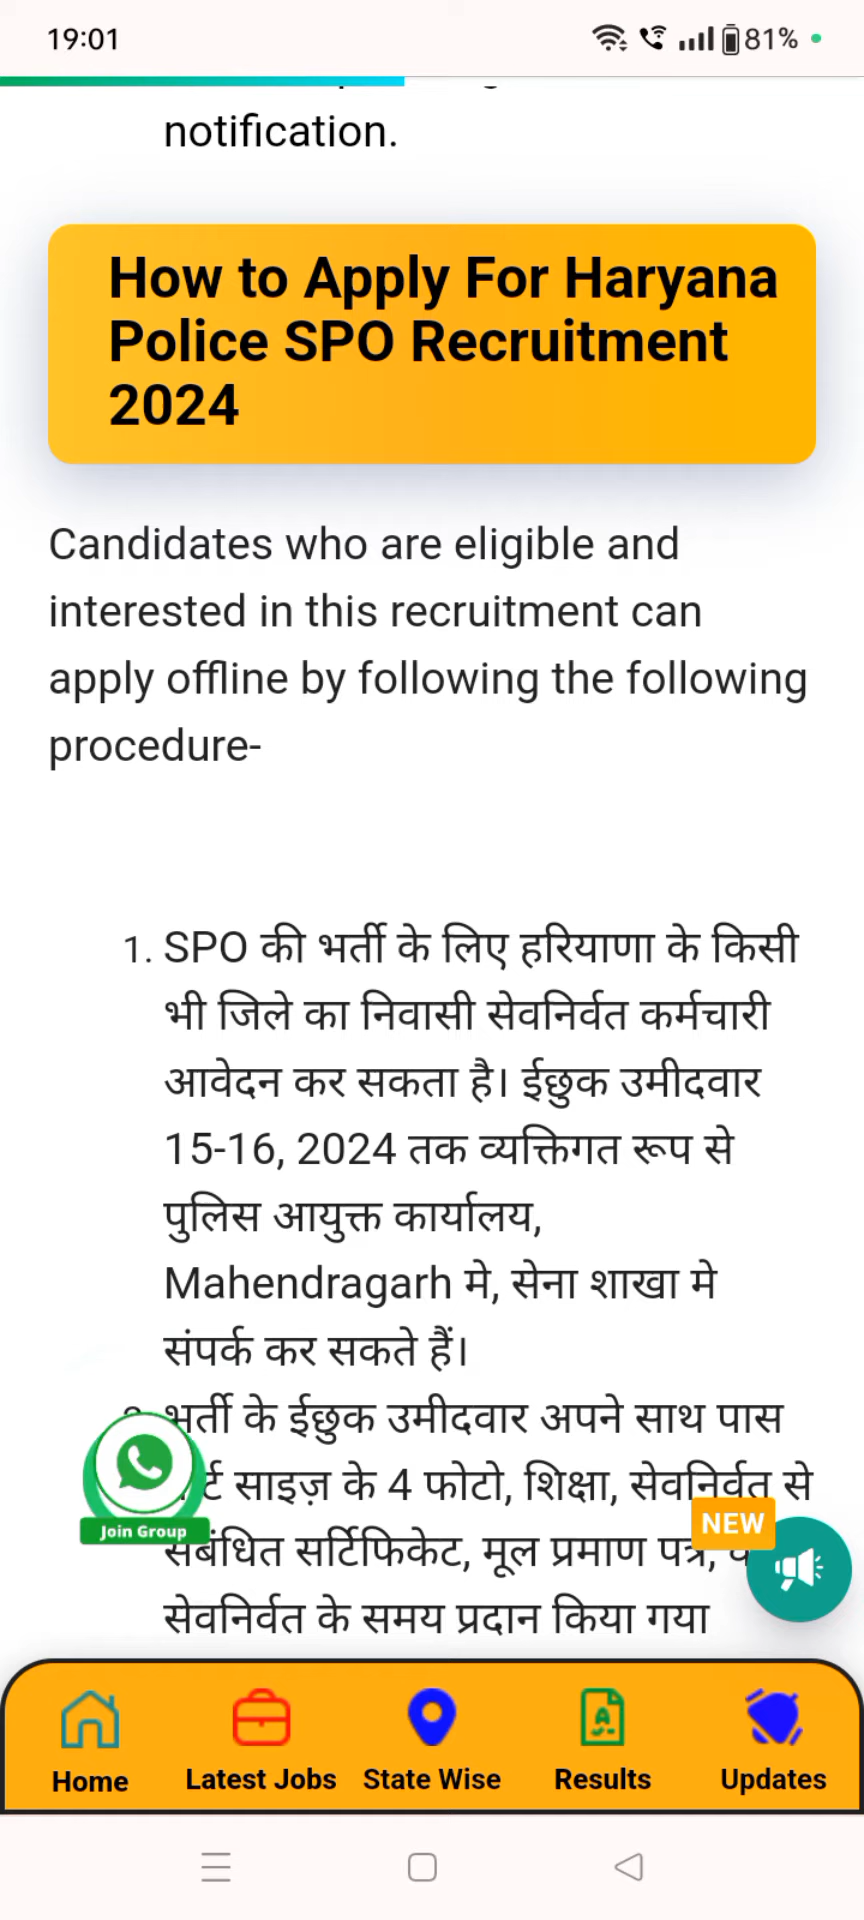 19:01
81%
notification.
How to Apply For Haryana
Police SPO Recruitment
2024
Candidates who are eligible and
interested in this recruitment can
apply offline by following the following
procedure-
1. SPO की भर्ती के लिए हरियाणा के किसी
भी जिले का निवासी सेवनिर्वत कर्मचारी
आवेदन कर सकता है। ईछुक उमीदवार
15-16, 2024 तक व्यक्तिगत रूप से
पुलिस आयुक्त कार्यालय,
Mahendragarh मे, सेना शाखा मे
संपर्क कर सकते हैं।
भर्ती के ईछुक उमीदवार अपने साथ पास
साइज़ के 4 फोटो, शिक्षा, सेवनिर्वत से
संबंधित सर्टिफिकेट, मूल प्रमाण पत्र,
सेवनिर्वत के समय प्रदान किया गया
Join Group
NEW
Home
Latest Jobs
State Wise
Results
Updates